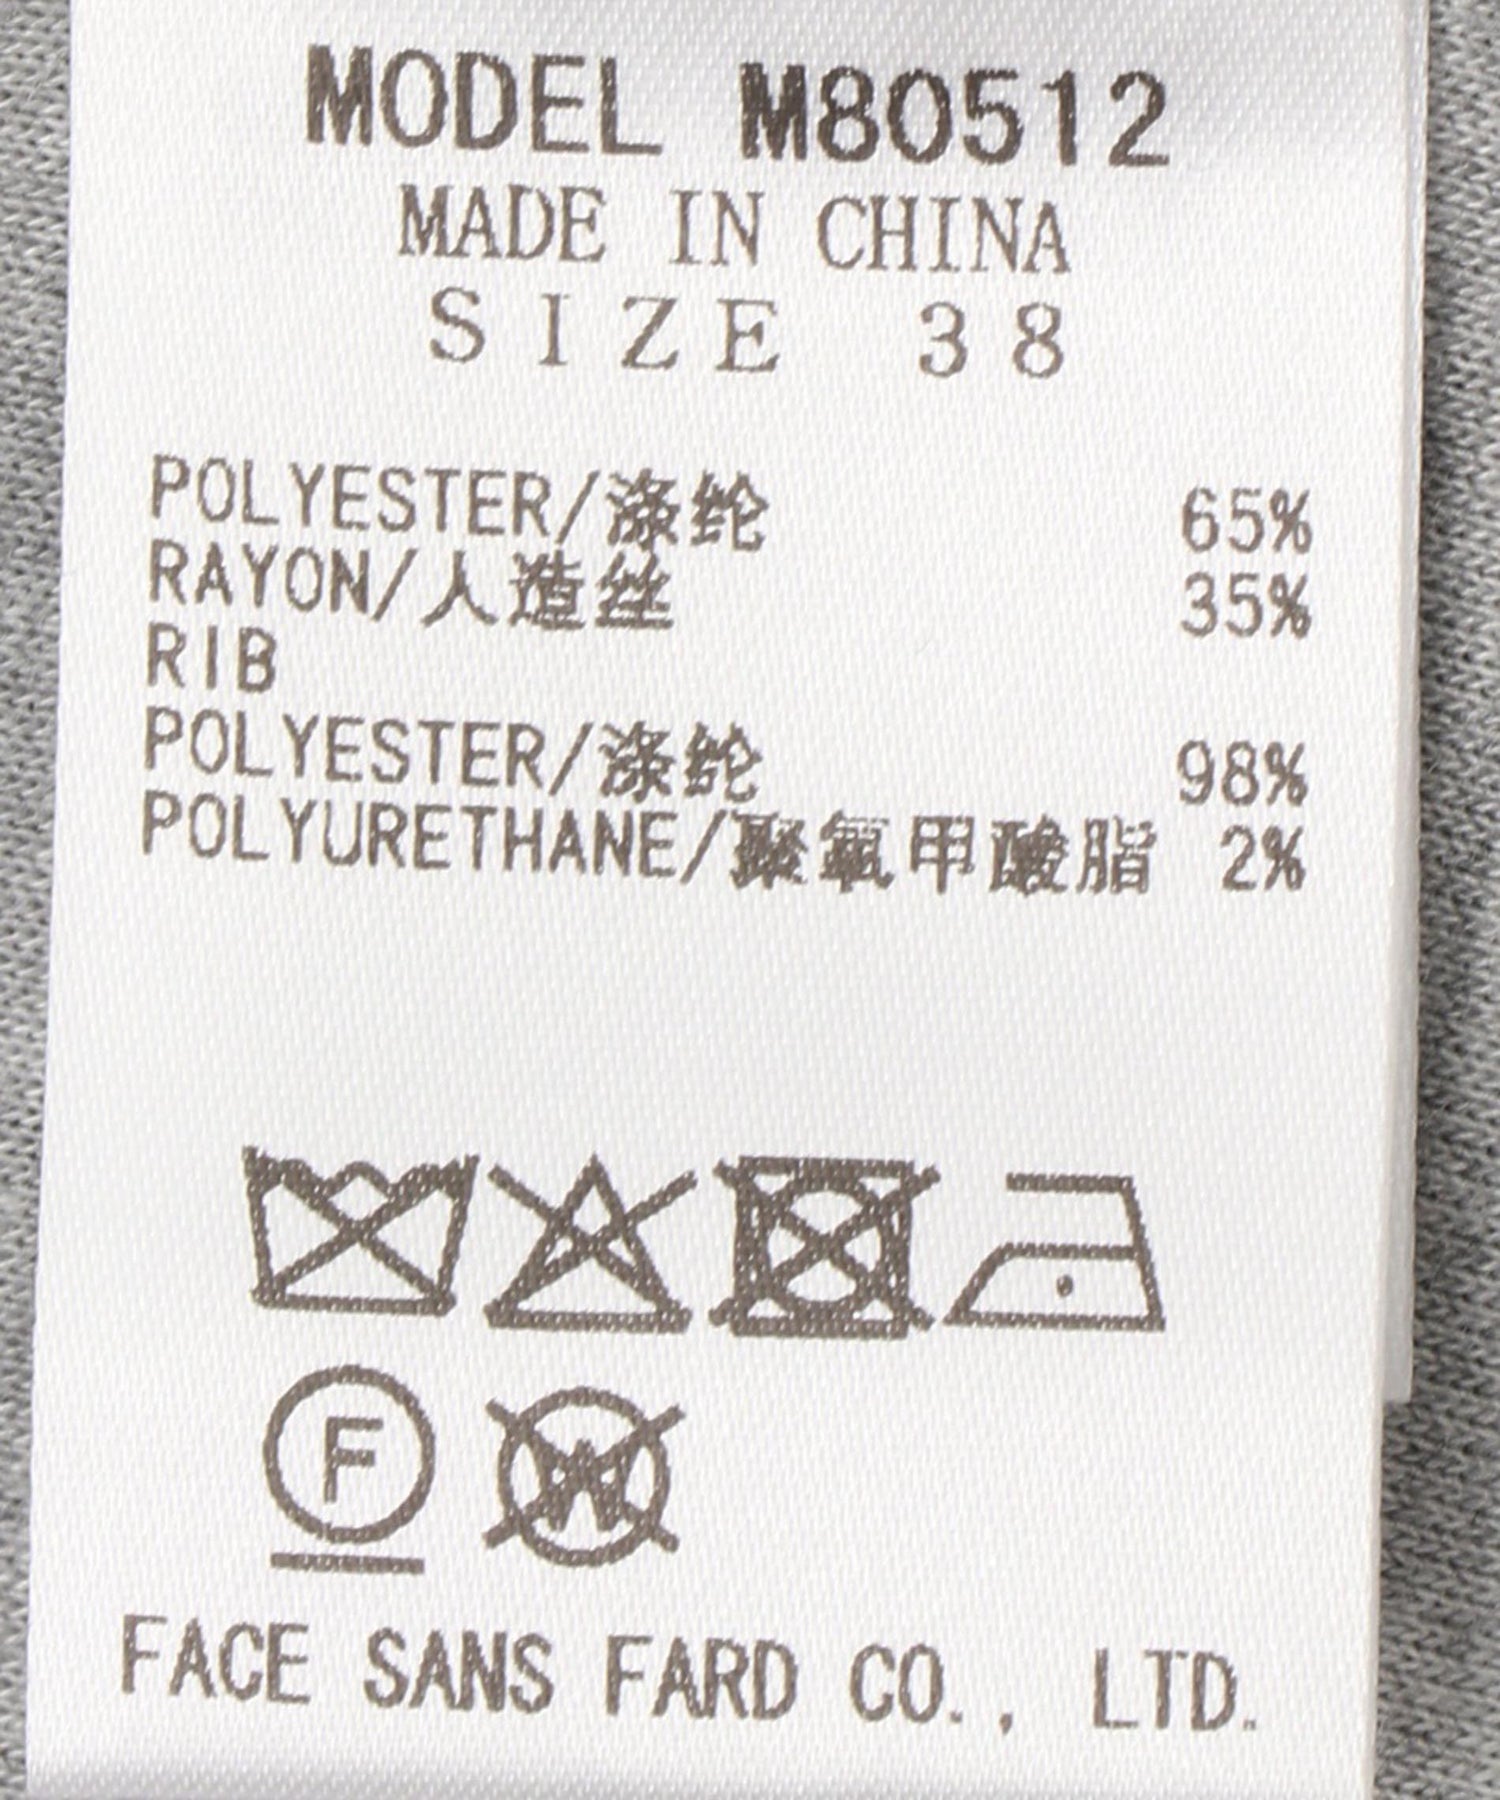 MODEL M80512
MADE IN CHINA
SIZE 38
POLYESTER/涤纶 65%
RAYON/人造丝 35%
RIB
POLYESTER/涤纶 98%
POLYURETHANE/聚氨甲酸脂 2%
F
W
FACE SANS FARD CO., LTD.